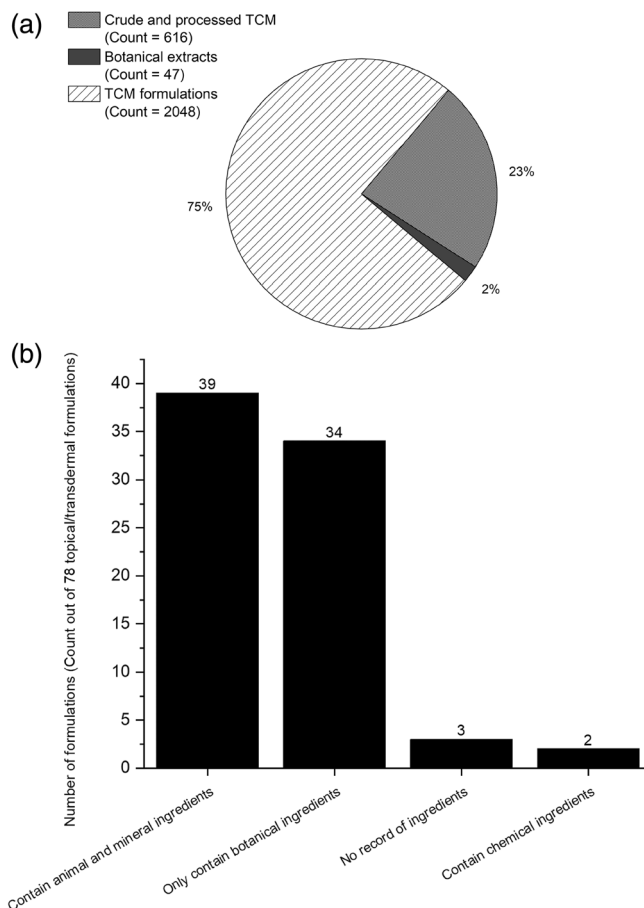 (a)
Crude and processed TCM
(Count = 616)
Botanical extracts
(Count = 47)
TCM formulations
(Count = 2048)
23%
75%
2%
(b)
Number of formulations (Count out of 78 topical/transdermal formulations)
40
35
30
25
20
15
10
5
0
39
34
3
2
Contain animal and mineral ingredients
Only contain botanical ingredients
No record of ingredients
Contain chemical ingredients